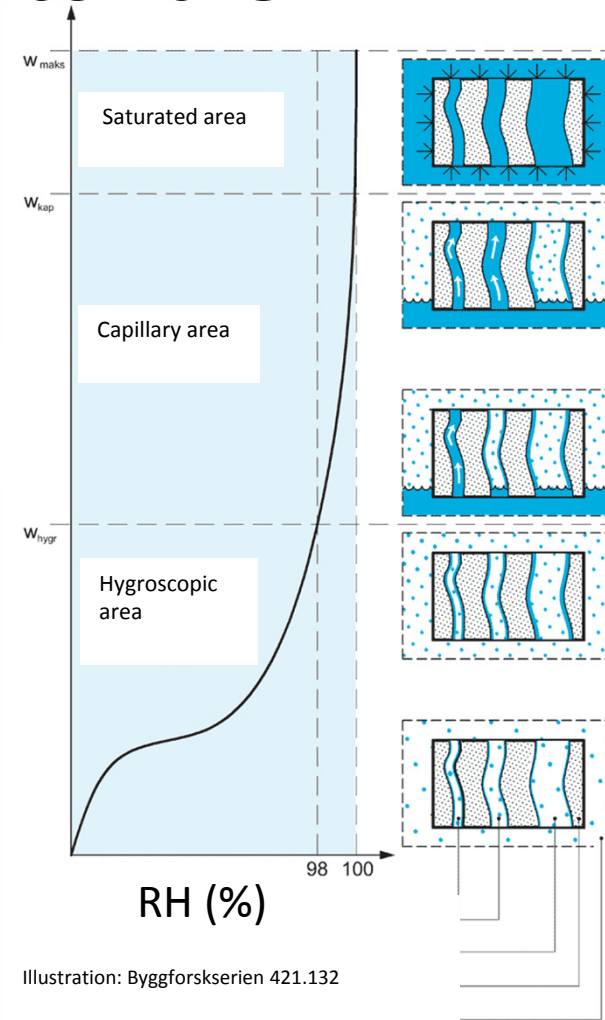 W maks
Saturated area
W kap
Capillary area
W hygr
Hygroscopic
area
98 100
RH (%)
Illustration: Byggforskserien 421.132